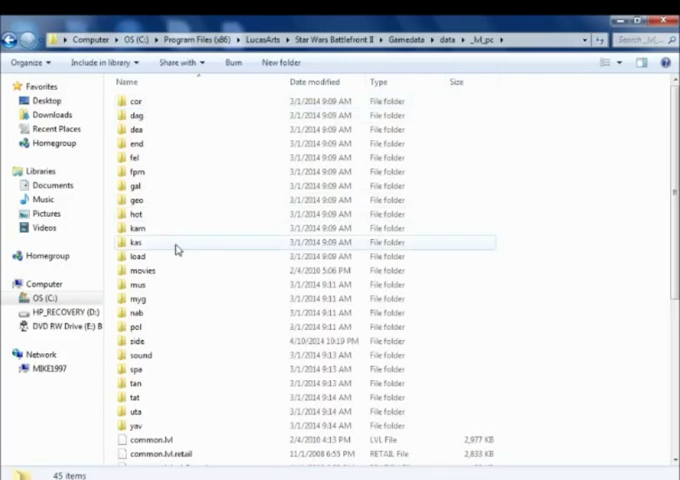 Computer ▸ OS (C:) ▸ Program Files (x86) ▸ LucasArts ▸ Star Wars Battlefront II ▸ Gamedata ▸ data ▸ _lvl_pc ▸ Search _lvl_...
Organize Include in library Share with Burn New folder
Name Date modified Type Size
Favorites
Desktop
Downloads
Recent Places
Homegroup
Libraries
Documents
Music
Pictures
Videos
Homegroup
Computer
OS (C:)
HP_RECOVERY (D:)
DVD RW Drive (E:) B
Network
MIKE1997
cor 3/1/2014 9:09 AM File folder
dag 3/1/2014 9:09 AM File folder
dea 3/1/2014 9:09 AM File folder
end 3/1/2014 9:09 AM File folder
fel 3/1/2014 9:09 AM File folder
fpm 3/1/2014 9:09 AM File folder
gal 3/1/2014 9:09 AM File folder
geo 3/1/2014 9:09 AM File folder
hot 3/1/2014 9:09 AM File folder
kam 3/1/2014 9:09 AM File folder
kas 3/1/2014 9:09 AM File folder
load 3/1/2014 9:09 AM File folder
movies 2/4/2010 5:06 PM File folder
mus 3/1/2014 9:11 AM File folder
myg 3/1/2014 9:11 AM File folder
nab 3/1/2014 9:11 AM File folder
pol 3/1/2014 9:11 AM File folder
side 4/10/2014 10:19 PM File folder
sound 3/1/2014 9:13 AM File folder
spa 3/1/2014 9:13 AM File folder
tan 3/1/2014 9:13 AM File folder
tat 3/1/2014 9:14 AM File folder
uta 3/1/2014 9:14 AM File folder
yav 3/1/2014 9:14 AM File folder
common.lvl 2/4/2010 4:13 PM LVL File 2,977 KB
common.lvl.retail 11/1/2008 6:55 PM RETAIL File 2,833 KB
45 items